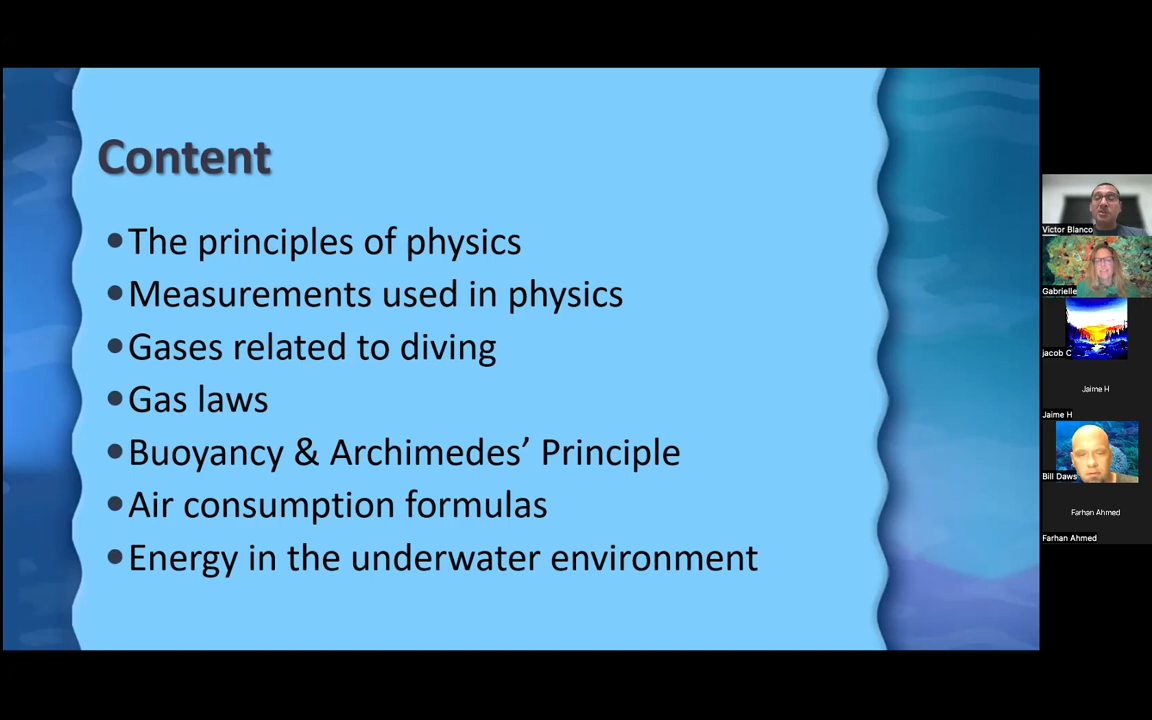 Content
•The principles of physics
•Measurements used in physics
•Gases related to diving
•Gas laws
•Buoyancy & Archimedes’ Principle
•Air consumption formulas
•Energy in the underwater environment
Victor Blanco
Gabrielle
jacob C
Jaime H
Jaime H
Bill Daws
Farhan Ahmed
Farhan Ahmed